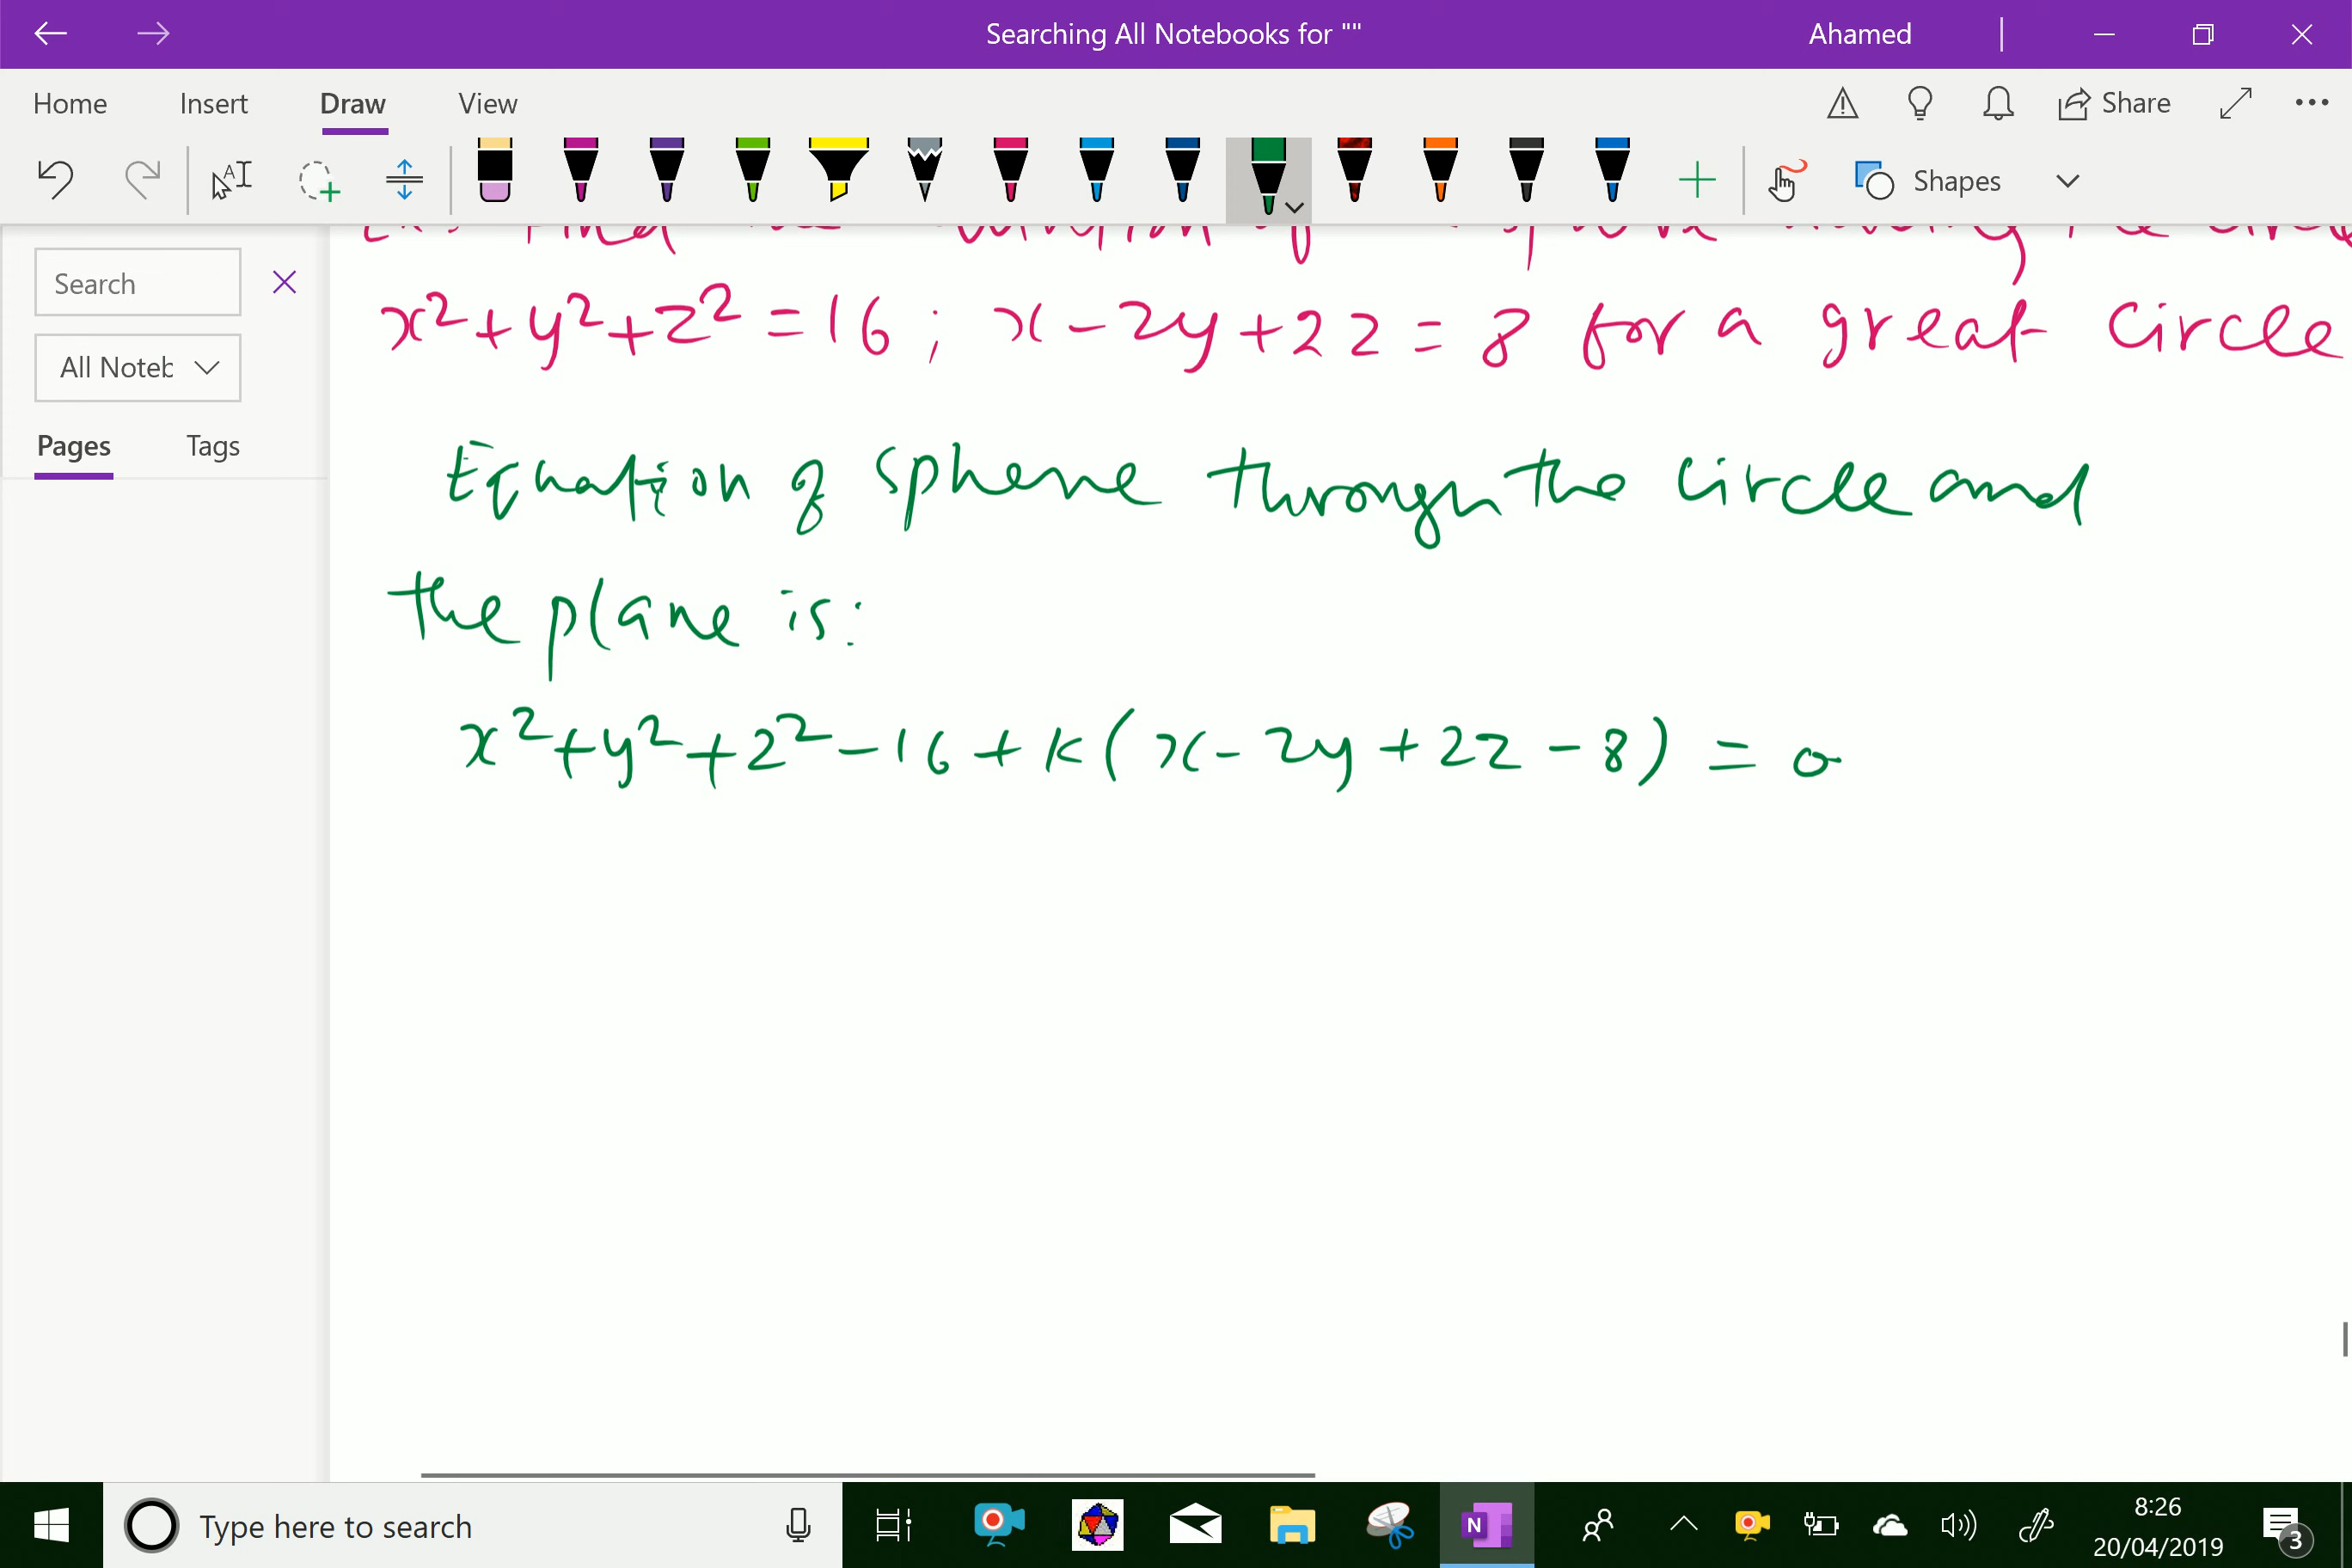 Searching All Notebooks for ""
Ahamed
Home Insert Draw View
Share
Shapes
Search
All Noteb
Pages Tags
Find
x²+y²+z²=16; x-2y+2z=8 for a great circle
Equation of sphere through the circle and
the plane is:
x²+y²+z²-16+k(x-2y+2z-8)=0
Type here to search
N
8:26
20/04/2019
3